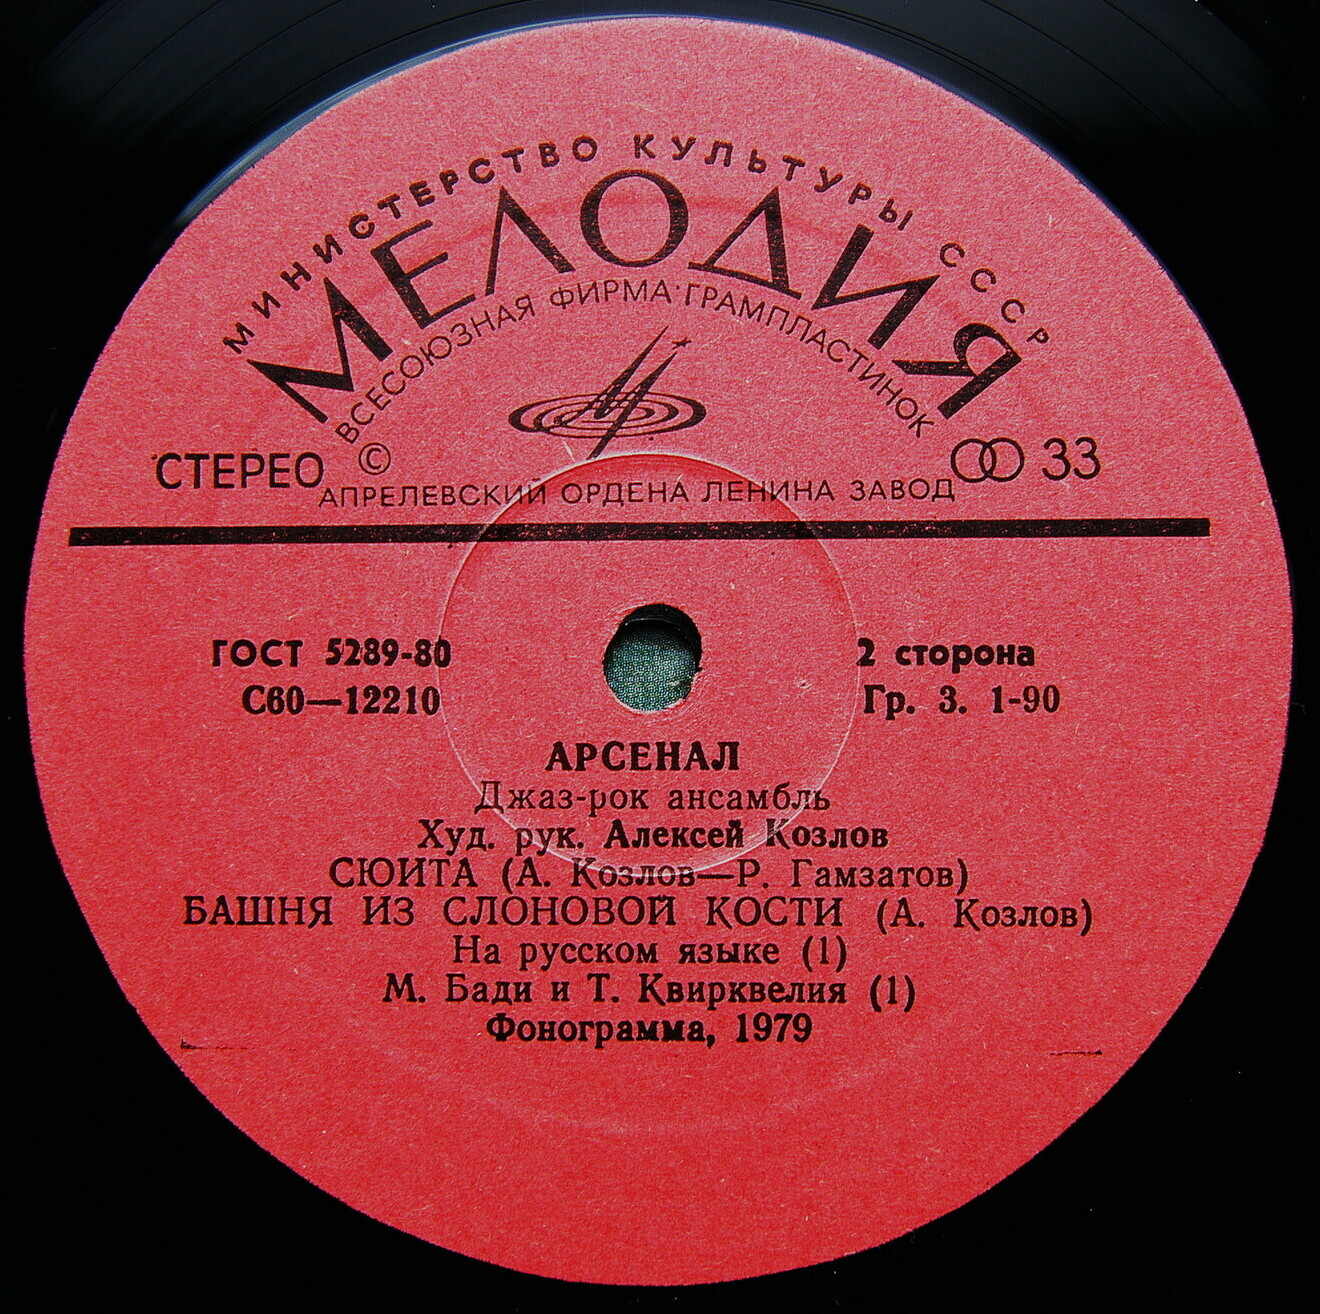 МИНИСТЕРСТВО КУЛЬТУРЫ СССР
МЕЛОДИЯ
ВСЕСОЮЗНАЯ ФИРМА ГРАМПЛАСТИНОК
СТЕРЕО © 33
АПРЕЛЕВСКИЙ ОРДЕНА ЛЕНИНА ЗАВОД
ГОСТ 5289-80 2 сторона
С60—12210 Гр. 3. 1-90
АРСЕНАЛ
Джаз-рок ансамбль
Худ. рук. Алексей Козлов
СЮИТА (А. Козлов—Р. Гамзатов)
БАШНЯ ИЗ СЛОНОВОЙ КОСТИ (А. Козлов)
На русском языке (1)
М. Бади и Т. Квирквелия (1)
Фонограмма, 1979